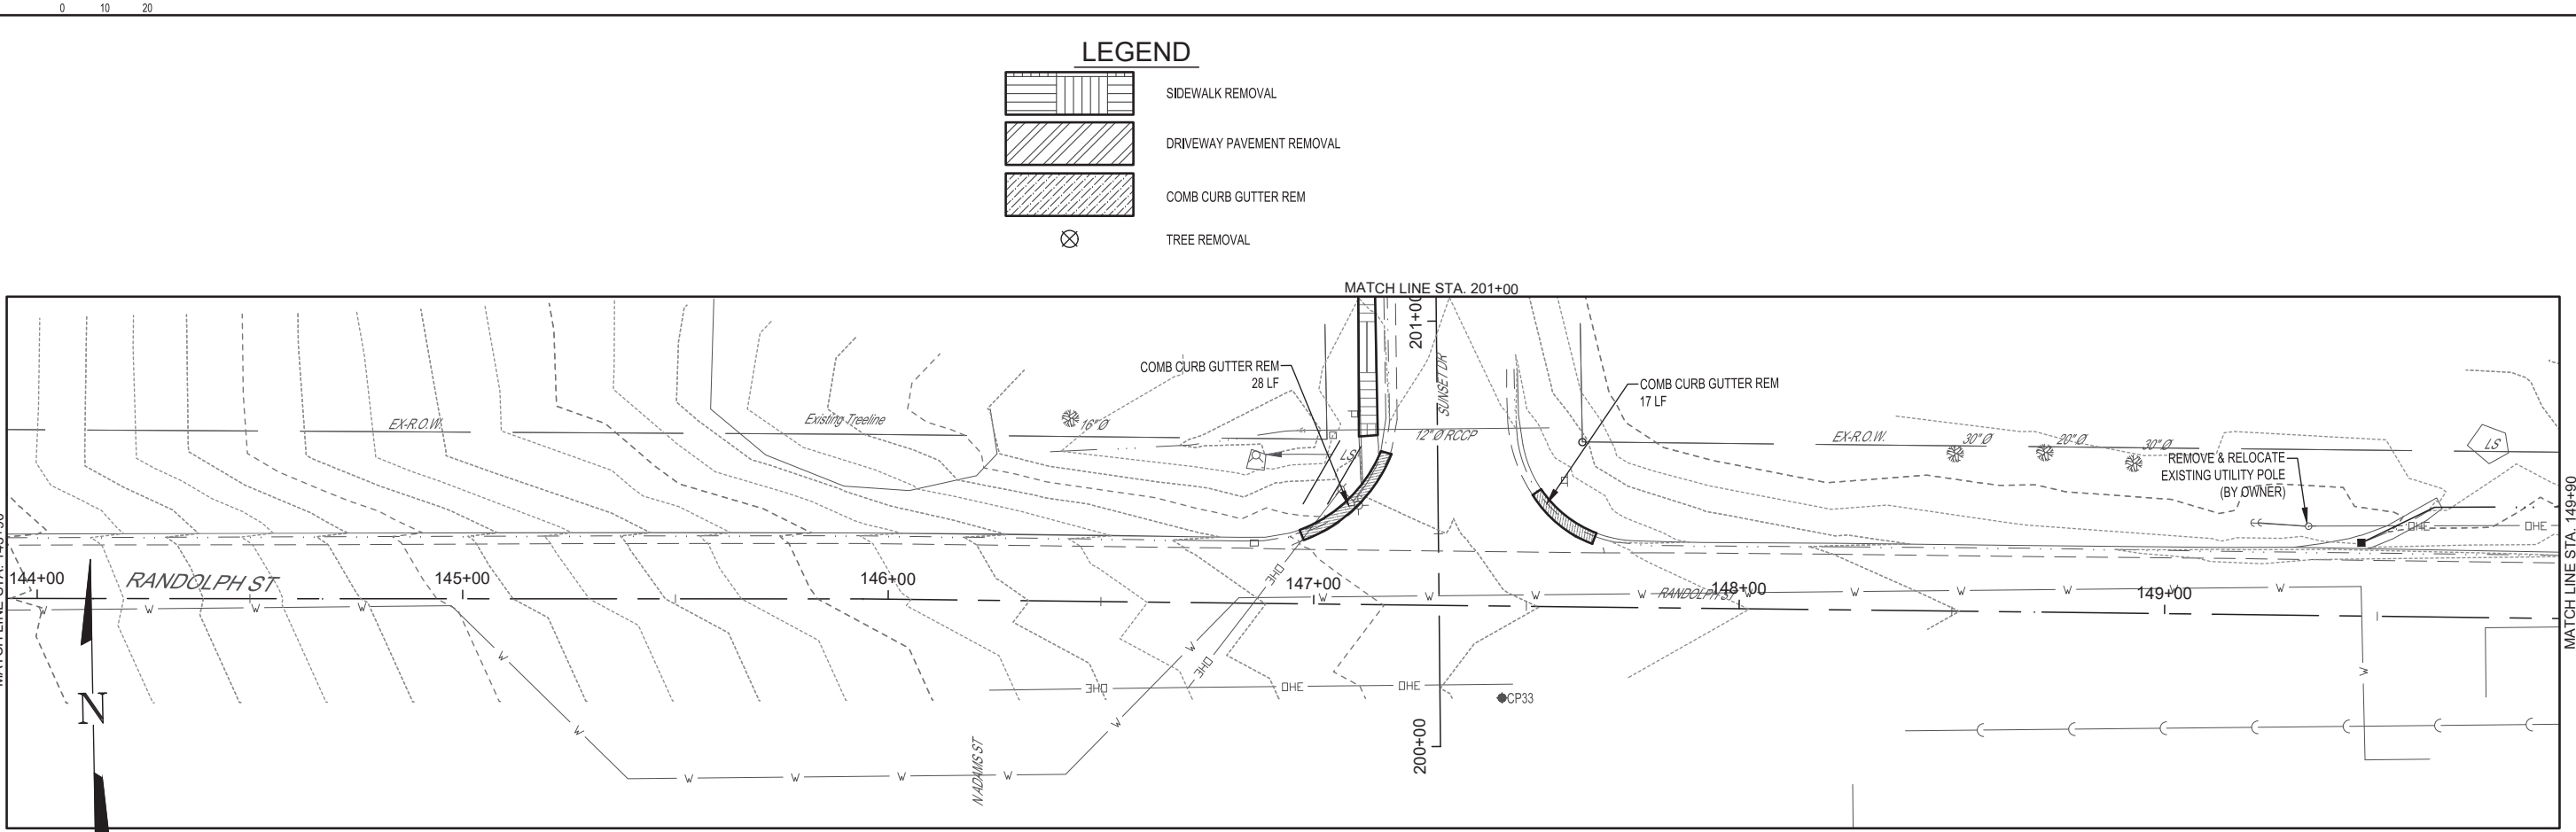 0 10 20
LEGEND
SIDEWALK REMOVAL
DRIVEWAY PAVEMENT REMOVAL
COMB CURB GUTTER REM
TREE REMOVAL
MATCH LINE STA. 201+00
201+00
SUNSET DR
COMB CURB GUTTER REM
28 LF
COMB CURB GUTTER REM
17 LF
EX-R.O.W.
Existing Treeline
16" Ø
LS
12" Ø RCCP
EX-R.O.W.
30" Ø
20" Ø
30" Ø
LS
REMOVE & RELOCATE
EXISTING UTILITY POLE
(BY OWNER)
OHE
OHE
MATCH LINE STA. 149+90
144+00
RANDOLPH ST
145+00
146+00
147+00
RANDOLPH ST
148+00
149+00
W W W W
W W W W W W W W W W
OHE
OHE
W
W
W
W
W
OHE OHE OHE
CP33
N
N ADAMS ST
200+00
W W W W